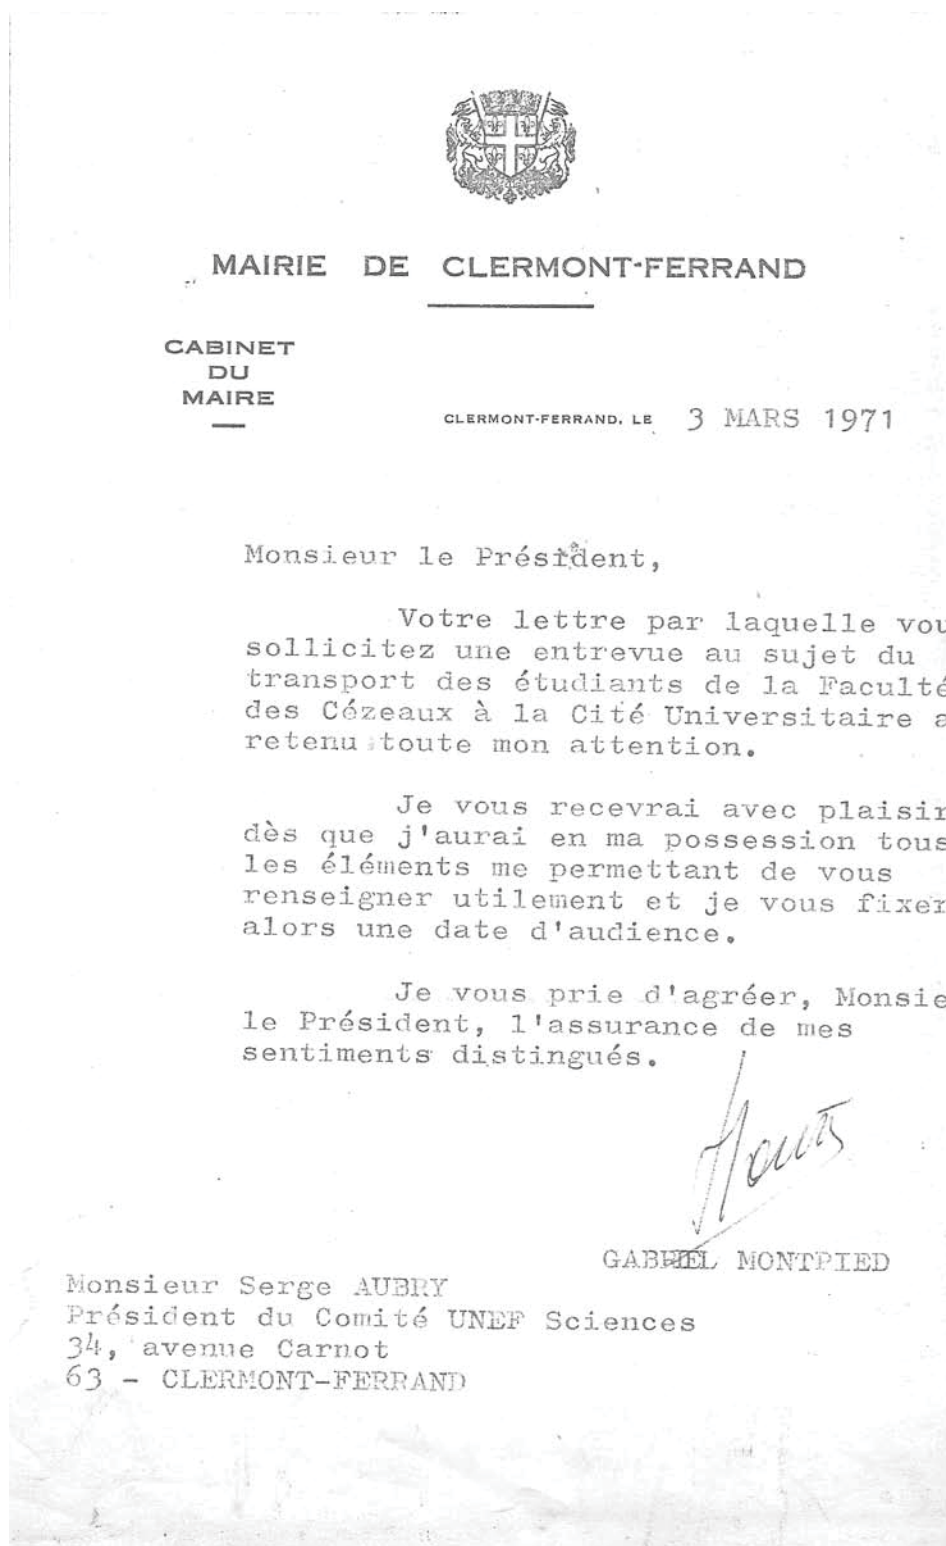 MAIRIE DE CLERMONT-FERRAND
CABINET
DU
MAIRE
CLERMONT-FERRAND, LE 3 MARS 1971
Monsieur le Président,
Votre lettre par laquelle vou
sollicitez une entrevue au sujet du
transport des étudiants de la Faculté
des Cézeaux à la Cité Universitaire a
retenu toute mon attention.
Je vous recevrai avec plaisir
dès que j'aurai en ma possession tous
les éléments me permettant de vous
renseigner utilement et je vous fixer
alors une date d'audience.
Je vous prie d'agréer, Monsie
le Président, l'assurance de mes
sentiments distingués.
GABRIEL MONTPIED
Monsieur Serge AUBRY
Président du Comité UNEF Sciences
34, avenue Carnot
63 - CLERMONT-FERRAND